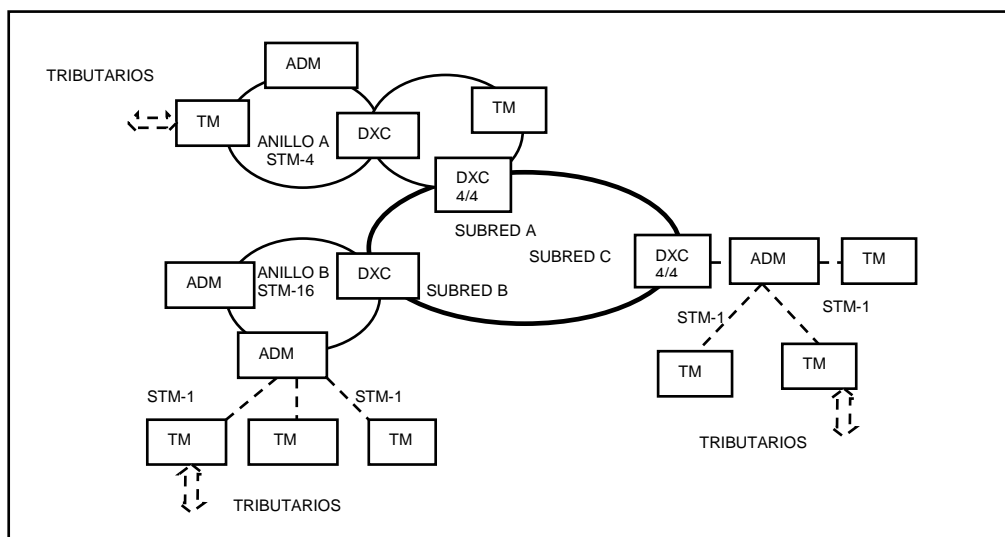 ADM
TRIBUTARIOS
TM
TM
ANILLO A
STM-4
DXC
DXC
4/4
SUBRED A
SUBRED C
DXC
4/4
ADM
TM
ADM
ANILLO B
STM-16
DXC
SUBRED B
STM-1
STM-1
ADM
TM
TM
STM-1
STM-1
TM
TM
TM
TRIBUTARIOS
TRIBUTARIOS